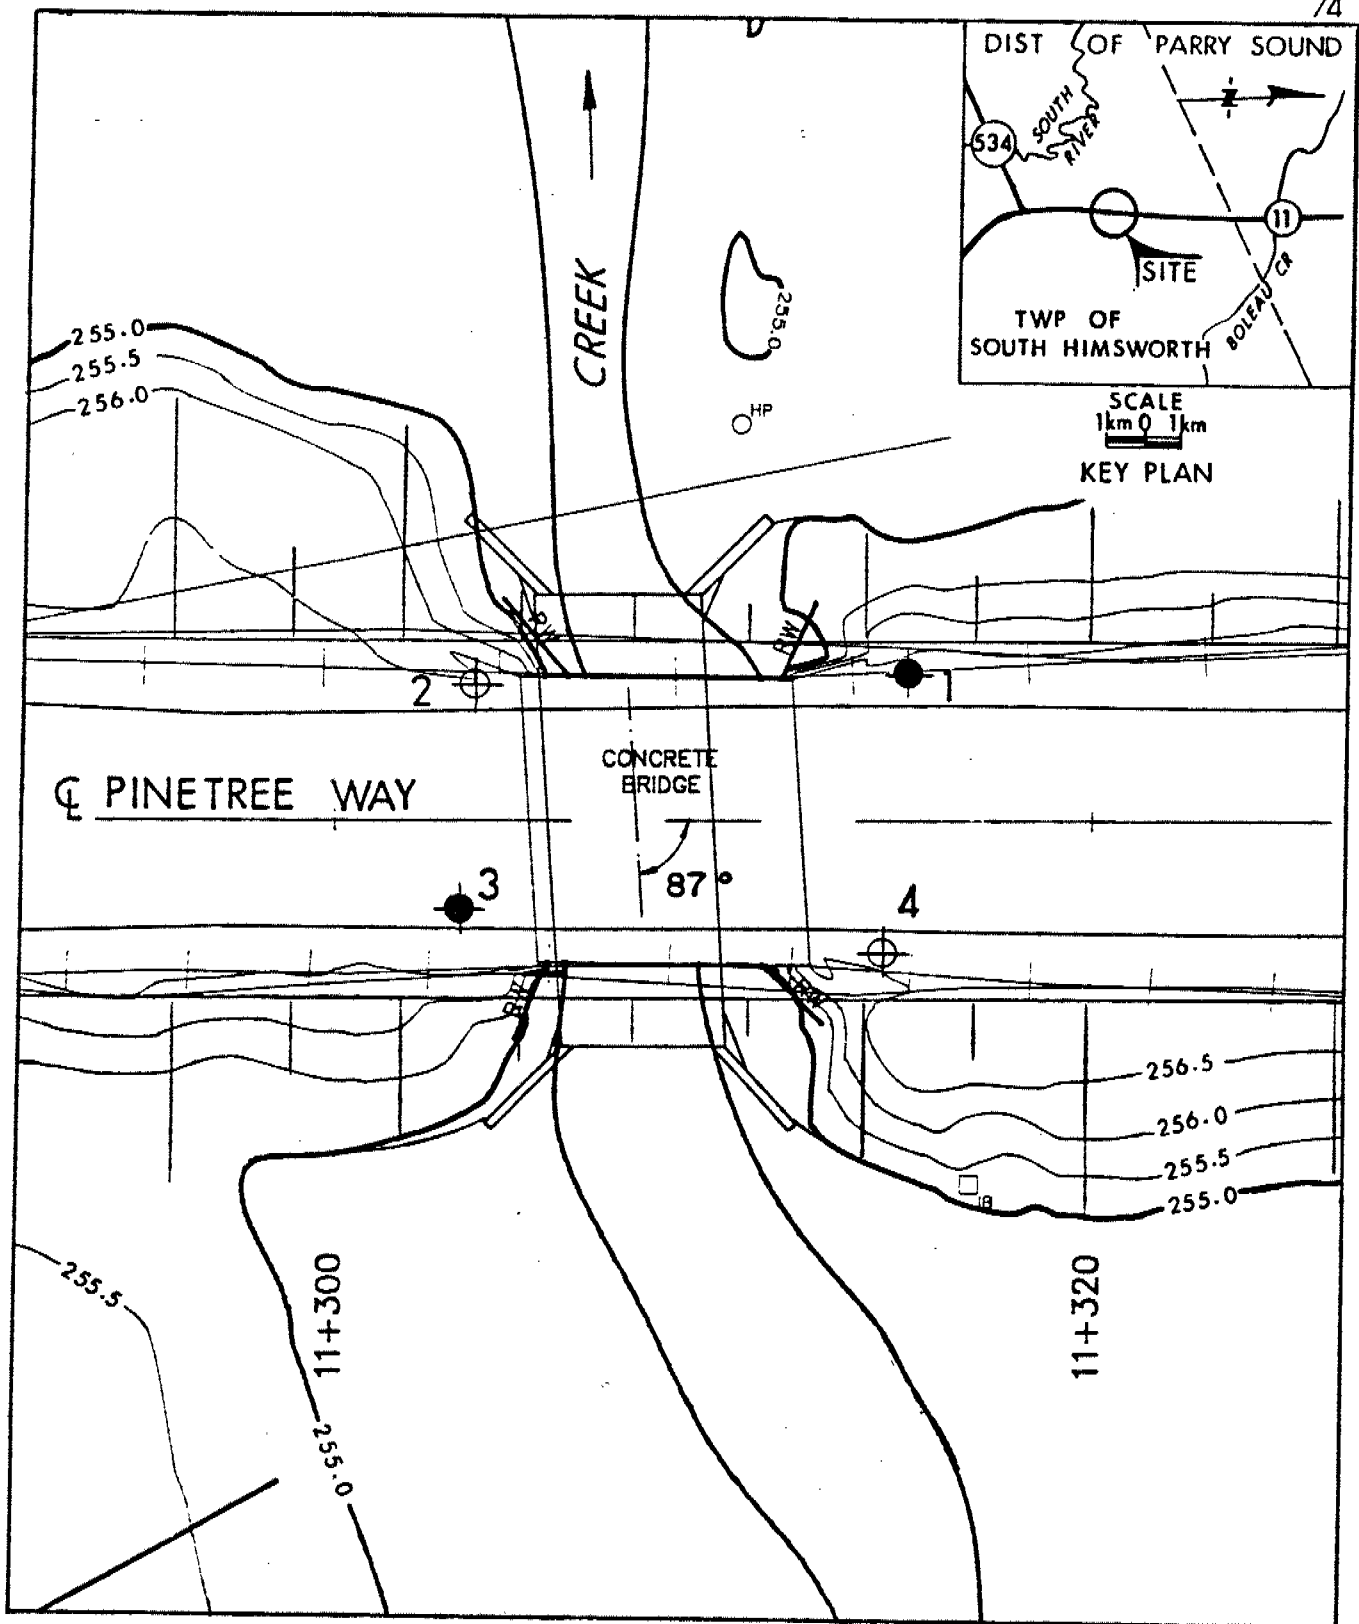 74
DIST OF PARRY SOUND
N
534
SOUTH
RIVER
11
SITE
BOLEAU CR
TWP OF
SOUTH HIMSWORTH
SCALE
1km 0 1km
KEY PLAN
CREEK
255.0
255.0
255.5
256.0
HP
RW
RW
2
1
CONCRETE
BRIDGE
℄ PINETREE WAY
87°
3
4
RW
RW
256.5
256.0
255.5
255.0
IB
255.5
11+300
11+320
255.0